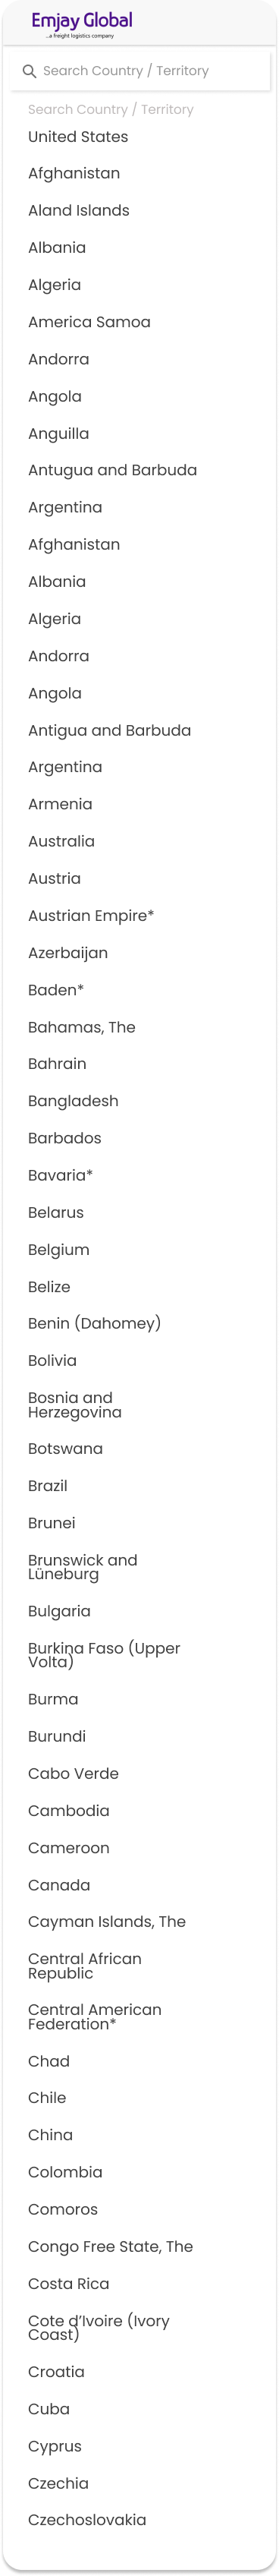 Emjay Global
...a freight logistics company
Search Country / Territory
Search Country / Territory
United States
Afghanistan
Aland Islands
Albania
Algeria
America Samoa
Andorra
Angola
Anguilla
Antugua and Barbuda
Argentina
Afghanistan
Albania
Algeria
Andorra
Angola
Antigua and Barbuda
Argentina
Armenia
Australia
Austria
Austrian Empire*
Azerbaijan
Baden*
Bahamas, The
Bahrain
Bangladesh
Barbados
Bavaria*
Belarus
Belgium
Belize
Benin (Dahomey)
Bolivia
Bosnia and
Herzegovina
Botswana
Brazil
Brunei
Brunswick and
Lüneburg
Bulgaria
Burkina Faso (Upper
Volta)
Burma
Burundi
Cabo Verde
Cambodia
Cameroon
Canada
Cayman Islands, The
Central African
Republic
Central American
Federation*
Chad
Chile
China
Colombia
Comoros
Congo Free State, The
Costa Rica
Cote d’Ivoire (Ivory
Coast)
Croatia
Cuba
Cyprus
Czechia
Czechoslovakia